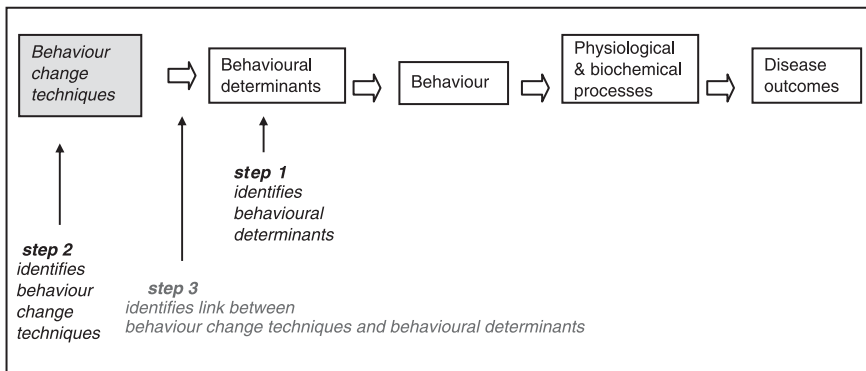 Behaviour
change
techniques
Behavioural
determinants
Behaviour
Physiological
& biochemical
processes
Disease
outcomes
step 1
identifies
behavioural
determinants
step 2
identifies
behaviour
change
techniques
step 3
identifies link between
behaviour change techniques and behavioural determinants